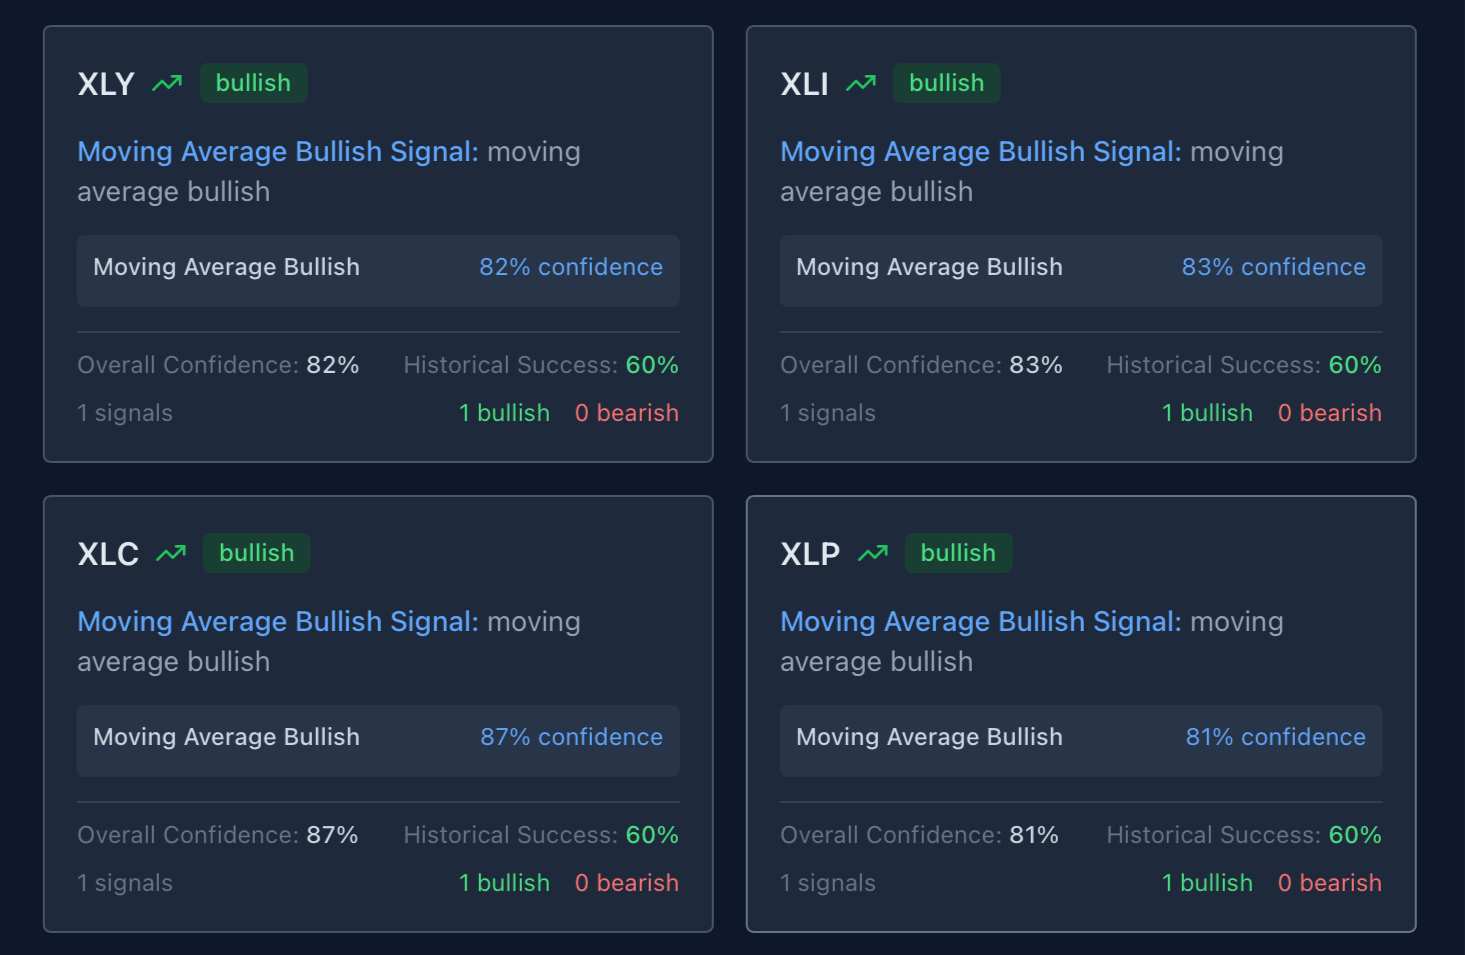 XLY bullish
Moving Average Bullish Signal: moving
average bullish
Moving Average Bullish 82% confidence
Overall Confidence: 82% Historical Success: 60%
1 signals 1 bullish 0 bearish
XLI bullish
Moving Average Bullish Signal: moving
average bullish
Moving Average Bullish 83% confidence
Overall Confidence: 83% Historical Success: 60%
1 signals 1 bullish 0 bearish
XLC bullish
Moving Average Bullish Signal: moving
average bullish
Moving Average Bullish 87% confidence
Overall Confidence: 87% Historical Success: 60%
1 signals 1 bullish 0 bearish
XLP bullish
Moving Average Bullish Signal: moving
average bullish
Moving Average Bullish 81% confidence
Overall Confidence: 81% Historical Success: 60%
1 signals 1 bullish 0 bearish